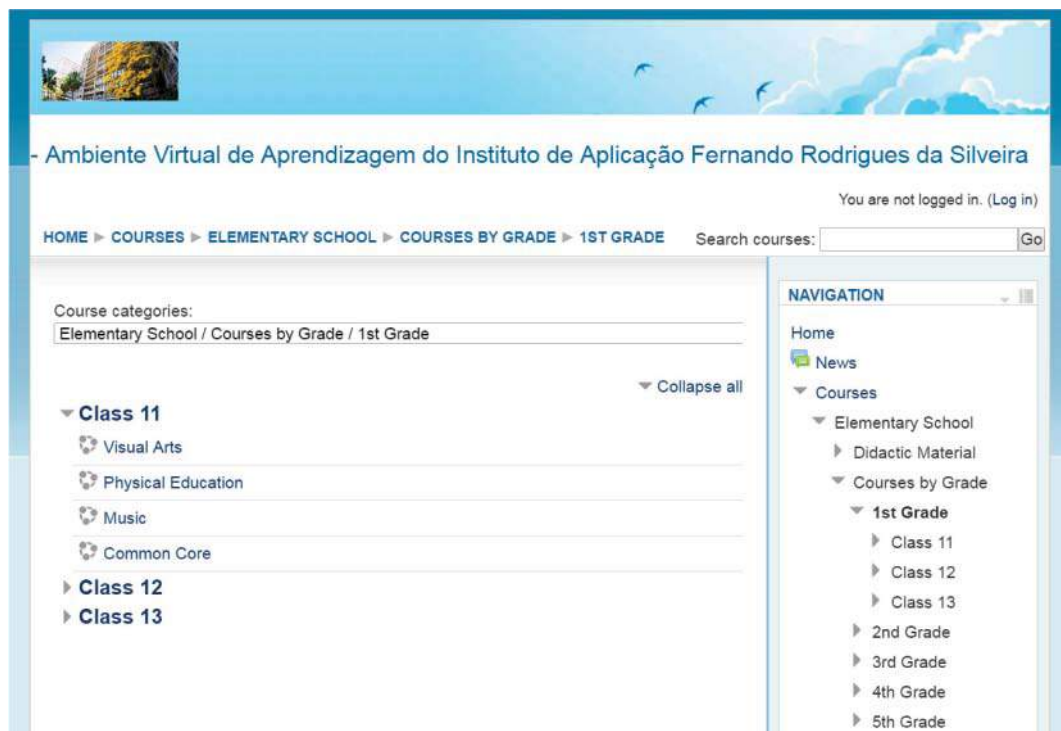 - Ambiente Virtual de Aprendizagem do Instituto de Aplicação Fernando Rodrigues da Silveira
You are not logged in. (Log in)
HOME ▶ COURSES ▶ ELEMENTARY SCHOOL ▶ COURSES BY GRADE ▶ 1ST GRADE
Search courses:
Go
Course categories:
Elementary School / Courses by Grade / 1st Grade
Collapse all
Class 11
Visual Arts
Physical Education
Music
Common Core
Class 12
Class 13
NAVIGATION
Home
News
Courses
Elementary School
Didactic Material
Courses by Grade
1st Grade
Class 11
Class 12
Class 13
2nd Grade
3rd Grade
4th Grade
5th Grade